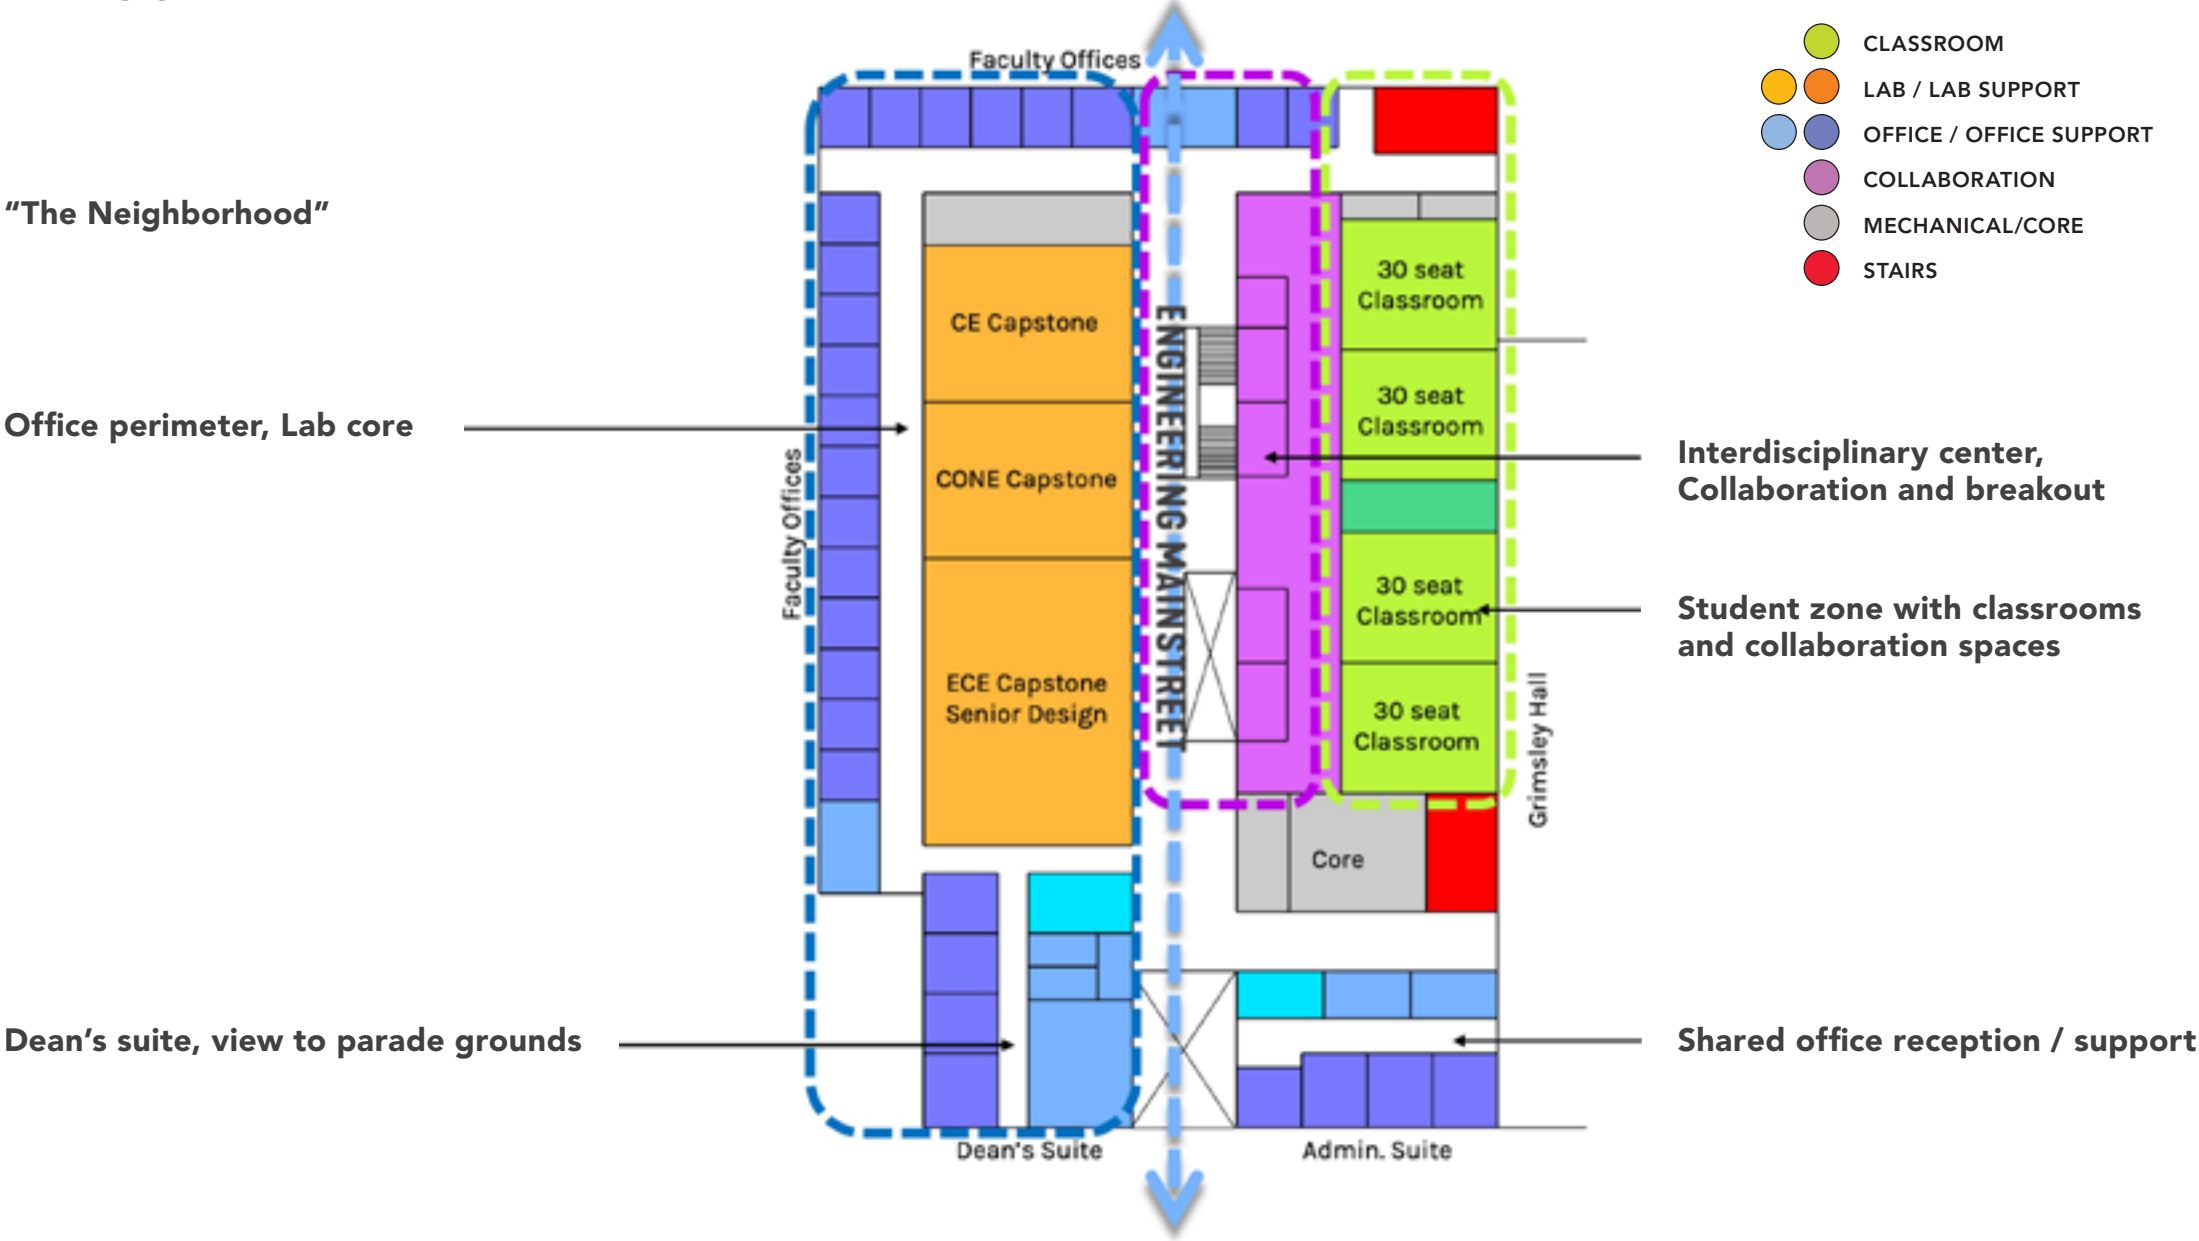 Faculty Offices
CLASSROOM
LAB / LAB SUPPORT
OFFICE / OFFICE SUPPORT
COLLABORATION
MECHANICAL/CORE
STAIRS
“The Neighborhood”
Office perimeter, Lab core
Dean’s suite, view to parade grounds
Faculty Offices
CE Capstone
CONE Capstone
ECE Capstone
Senior Design
ENGINEERING MAINSTREET
30 seat
Classroom
30 seat
Classroom
30 seat
Classroom
30 seat
Classroom
Core
Grimsley Hall
Interdisciplinary center,
Collaboration and breakout
Student zone with classrooms
and collaboration spaces
Shared office reception / support
Dean's Suite
Admin. Suite